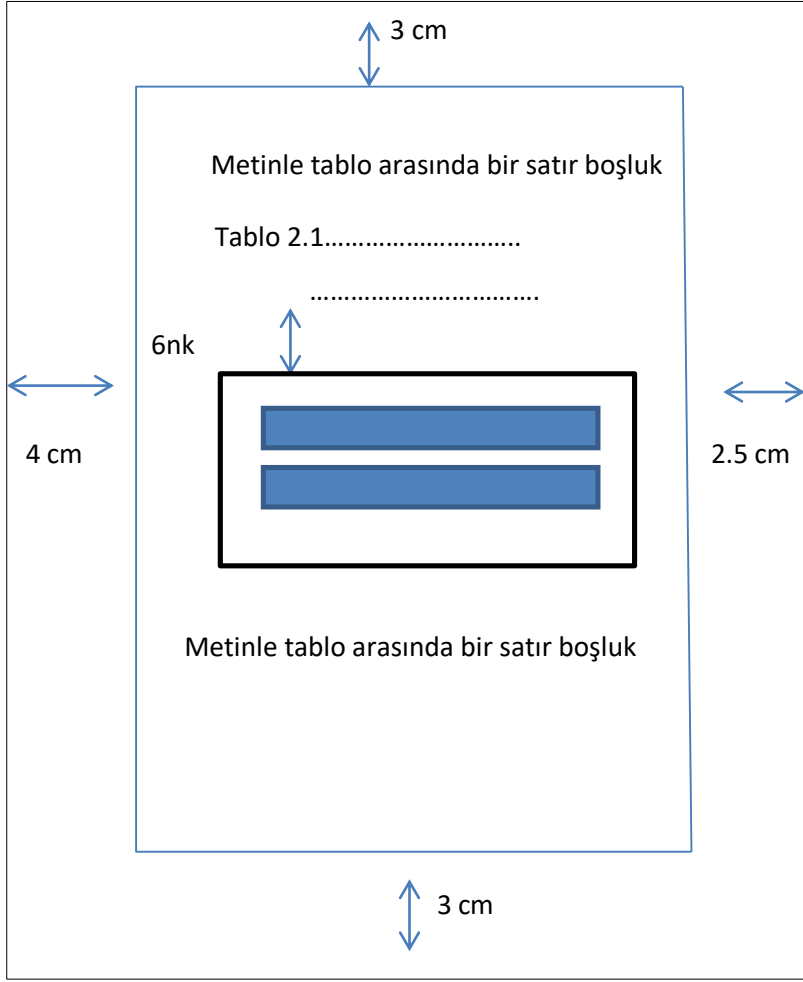 3 cm
Metinle tablo arasında bir satır boşluk
Tablo 2.1………………………..
…………………………….
6nk
4 cm
2.5 cm
Metinle tablo arasında bir satır boşluk
3 cm